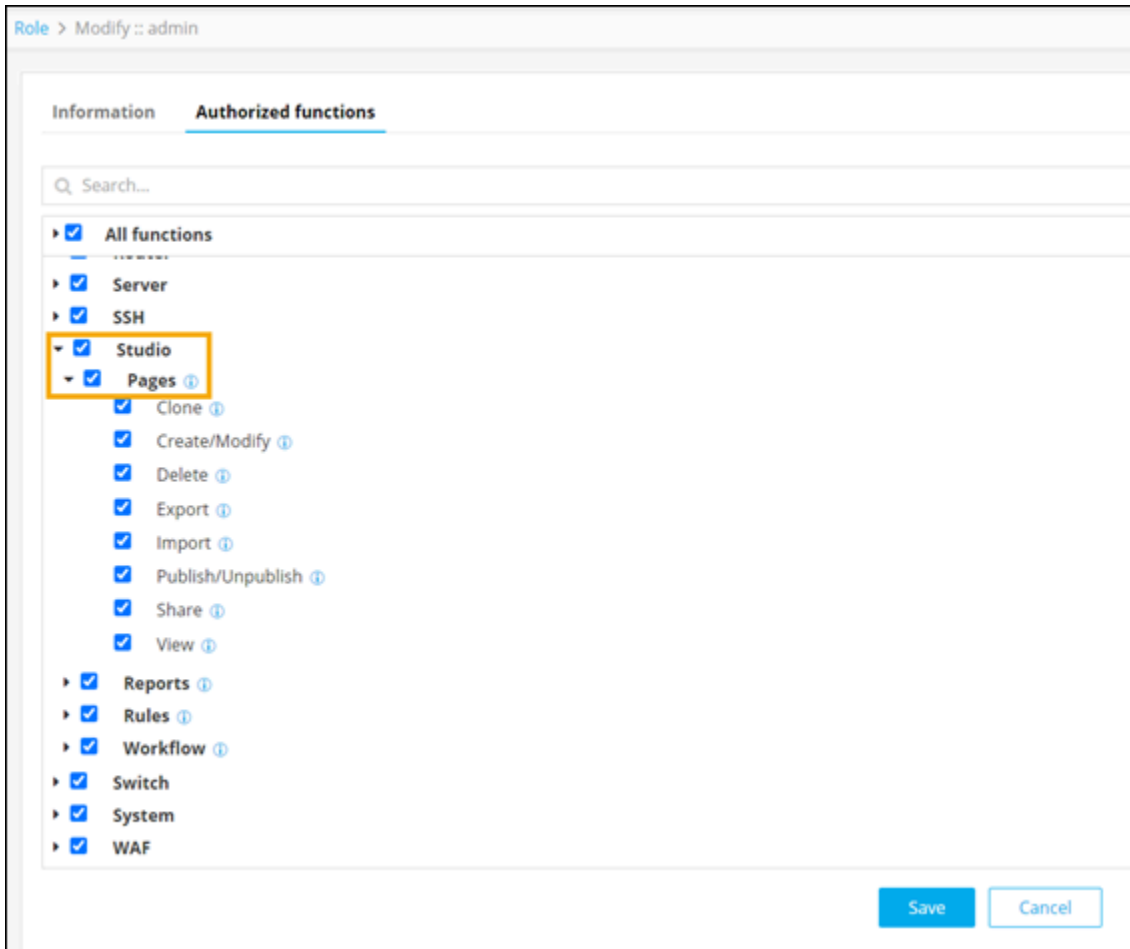 Role > Modify :: admin
Information Authorized functions
Search...
All functions
Server
SSH
Studio
Pages
Clone
Create/Modify
Delete
Export
Import
Publish/Unpublish
Share
View
Reports
Rules
Workflow
Switch
System
WAF
Save Cancel